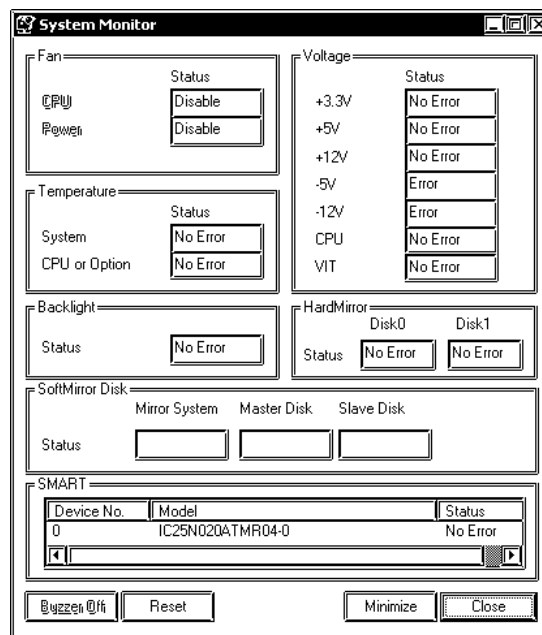 System Monitor
Fan
Status
CPU Disable
Power Disable
Temperature
Status
System No Error
CPU or Option No Error
Voltage
Status
+3.3V No Error
+5V No Error
+12V No Error
-5V Error
-12V Error
CPU No Error
VIT No Error
Backlight
Status No Error
HardMirror
Disk0 Disk1
Status No Error No Error
SoftMirror Disk
Mirror System Master Disk Slave Disk
Status
SMART
Device No. Model Status
0 IC25N020ATMR04-0 No Error
Buzzer Off Reset Minimize Close